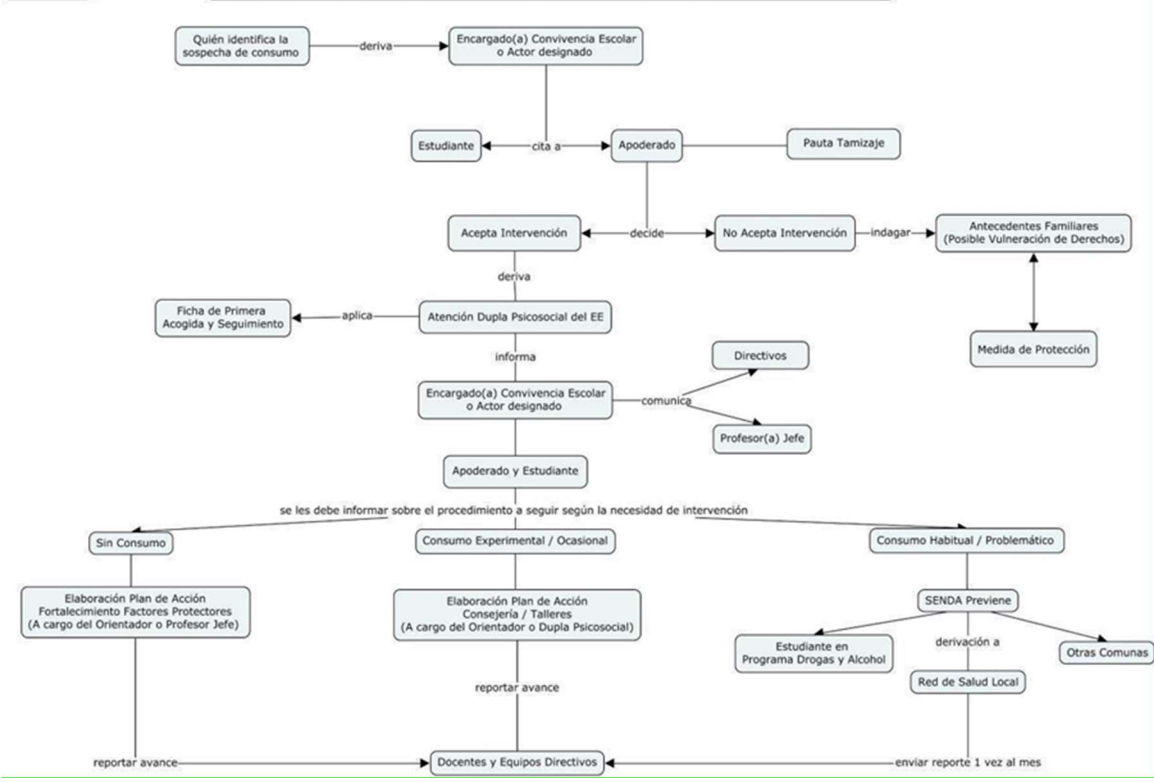 Quién identifica la
sospecha de consumo
deriva
Encargado(a) Convivencia Escolar
o Actor designado
Estudiante
cita a
Apoderado
Pauta Tamizaje
Acepta Intervención
decide
No Acepta Intervención
indagar
Antecedentes Familiares
(Posible Vulneración de Derechos)
deriva
Ficha de Primera
Acogida y Seguimiento
aplica
Atención Dupla Psicosocial del EE
Medida de Protección
informa
Directivos
Encargado(a) Convivencia Escolar
o Actor designado
comunica
Profesor(a) Jefe
Apoderado y Estudiante
se les debe informar sobre el procedimiento a seguir según la necesidad de intervención
Sin Consumo
Consumo Experimental / Ocasional
Consumo Habitual / Problemático
Elaboración Plan de Acción
Fortalecimiento Factores Protectores
(A cargo del Orientador o Profesor Jefe)
Elaboración Plan de Acción
Consejería / Talleres
(A cargo del Orientador o Dupla Psicosocial)
SENDA Previene
Estudiante en
Programa Drogas y Alcohol
derivación a
Otras Comunas
Red de Salud Local
reportar avance
reportar avance
Docentes y Equipos Directivos
enviar reporte 1 vez al mes